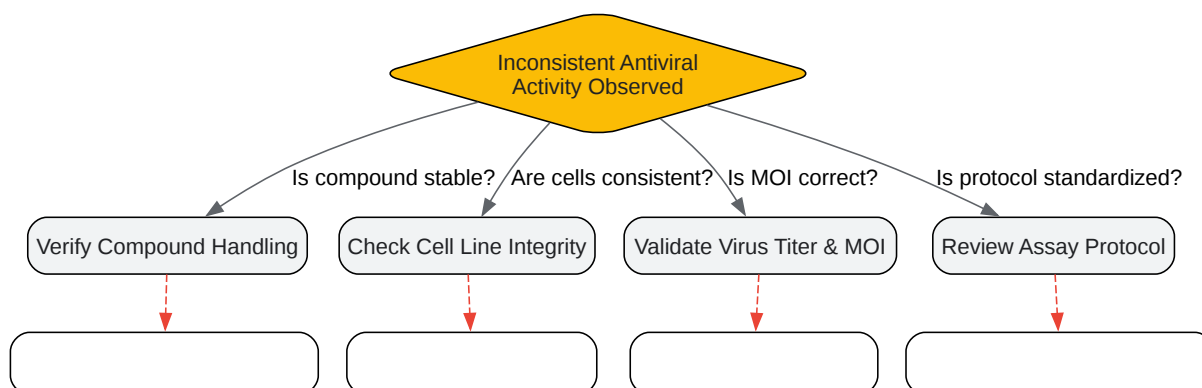 Inconsistent Antiviral
Activity Observed
Is compound stable?
Are cells consistent?
Is MOI correct?
Is protocol standardized?
Verify Compound Handling
Check Cell Line Integrity
Validate Virus Titer & MOI
Review Assay Protocol